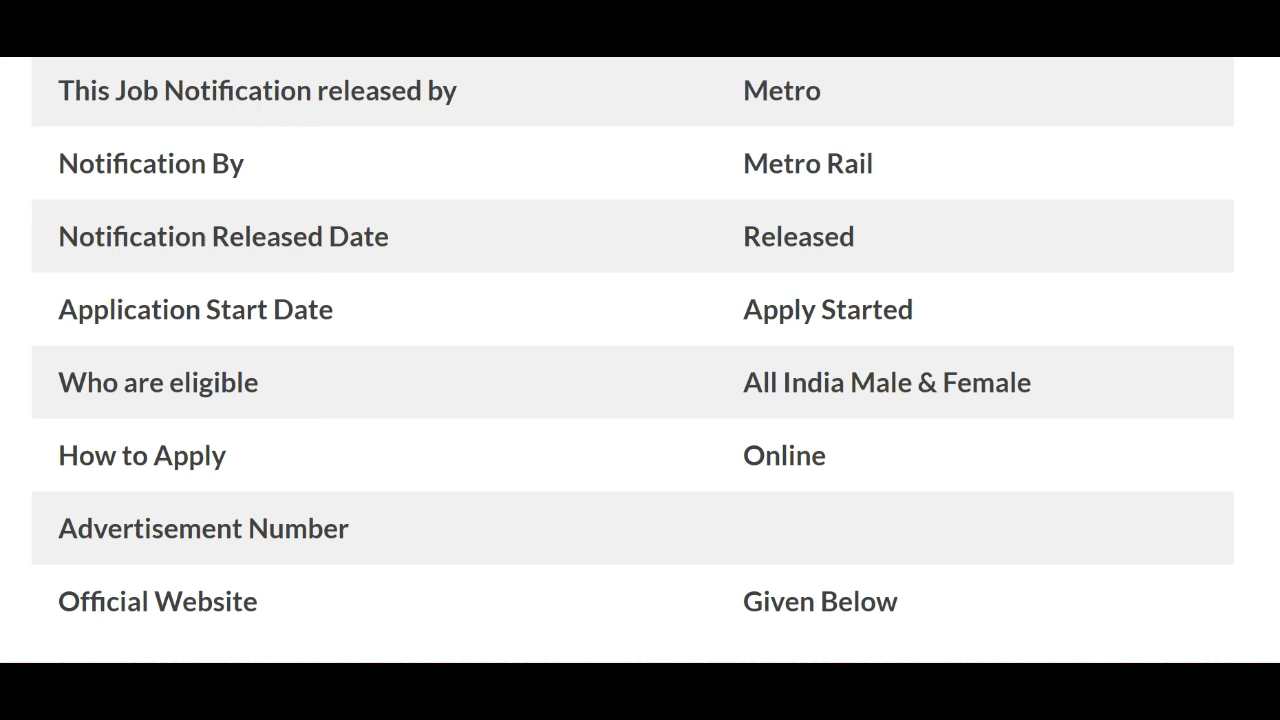 This Job Notification released by Metro
Notification By Metro Rail
Notification Released Date Released
Application Start Date Apply Started
Who are eligible All India Male & Female
How to Apply Online
Advertisement Number
Official Website Given Below